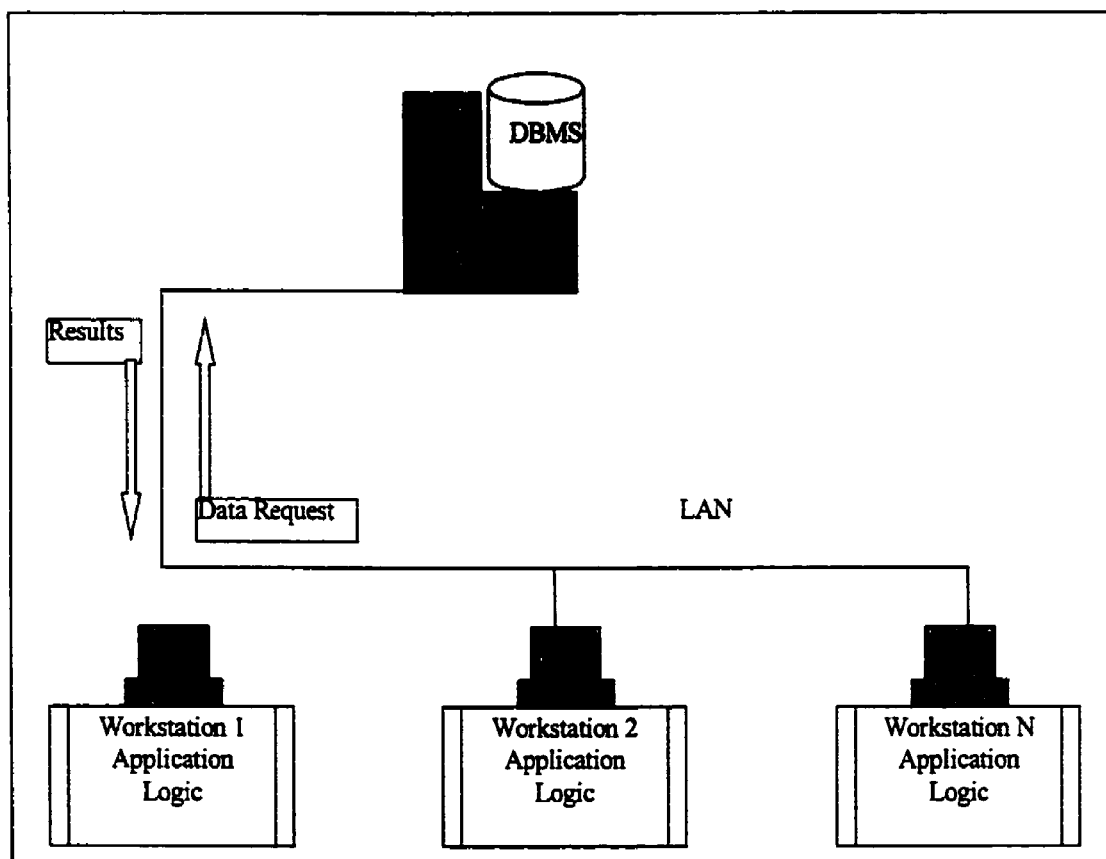 DBMS
Results
Data Request
LAN
Workstation 1
Application
Logic
Workstation 2
Application
Logic
Workstation N
Application
Logic